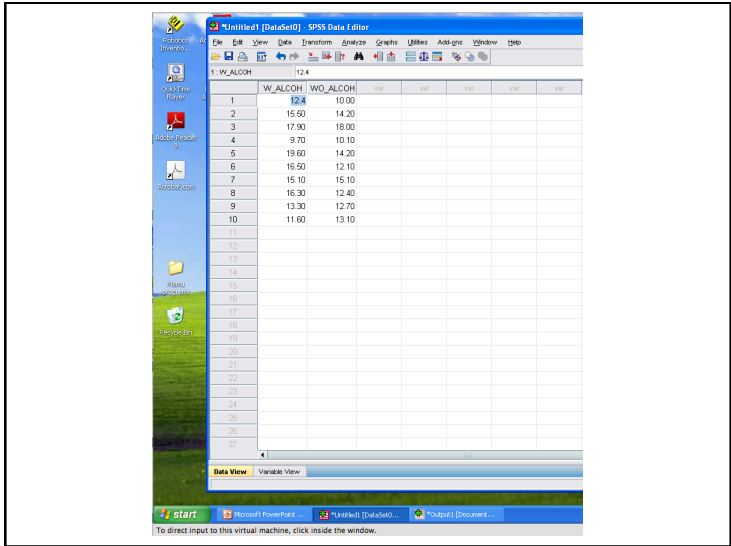 *Untitled1 [DataSet0] - SPSS Data Editor
File Edit View Data Transform Analyze Graphs Utilities Add-ons Window Help
1 : W_ALCOH 12.4
W_ALCOH WO_ALCOH var var var var var
1 12.4 10.00
2 15.50 14.20
3 17.90 18.00
4 9.70 10.10
5 19.60 14.20
6 16.50 12.10
7 15.10 15.10
8 16.30 12.40
9 13.30 12.70
10 11.60 13.10
11
12
13
14
15
16
17
18
19
20
21
22
23
24
25
26
27
Data View Variable View
Robotics
Inventio...
QuickTime
Player
Adobe Reader
9
Acrobat.com
Manu
programs
Recycle Bin
start Microsoft PowerPoint ... *Untitled1 [DataSet0... *Output1 [Document...
To direct input to this virtual machine, click inside the window.